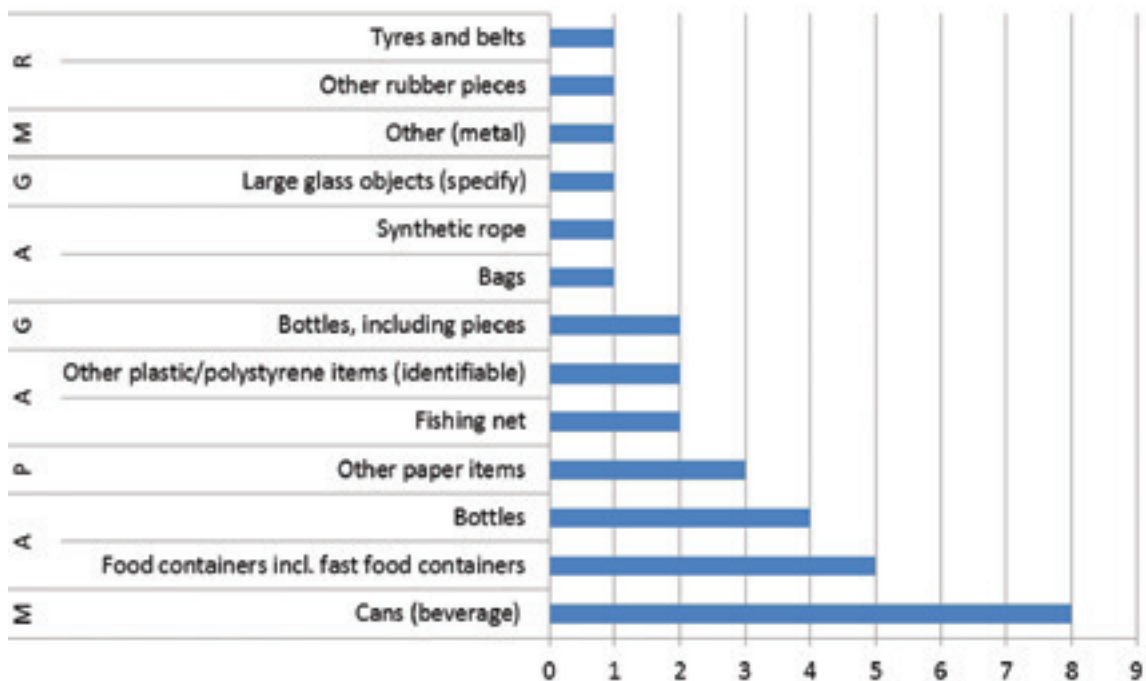 R
Tyres and belts
Other rubber pieces
M
Other (metal)
G
Large glass objects (specify)
A
Synthetic rope
Bags
G
Bottles, including pieces
A
Other plastic/polystyrene items (identifiable)
Fishing net
P
Other paper items
A
Bottles
Food containers incl. fast food containers
M
Cans (beverage)
0 1 2 3 4 5 6 7 8 9